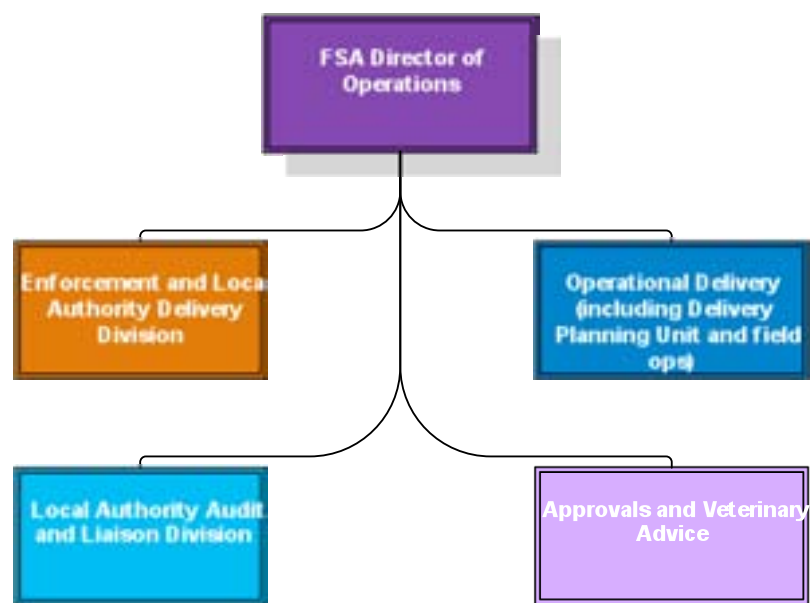 FSA Director of
Operations
Enforcement and Loca
Authority Delivery
Division
Operational Delivery
(including Delivery
Planning Unit and field
ops)
Local Authority Audit
and Liaison Division
Approvals and Veterinary
Advice